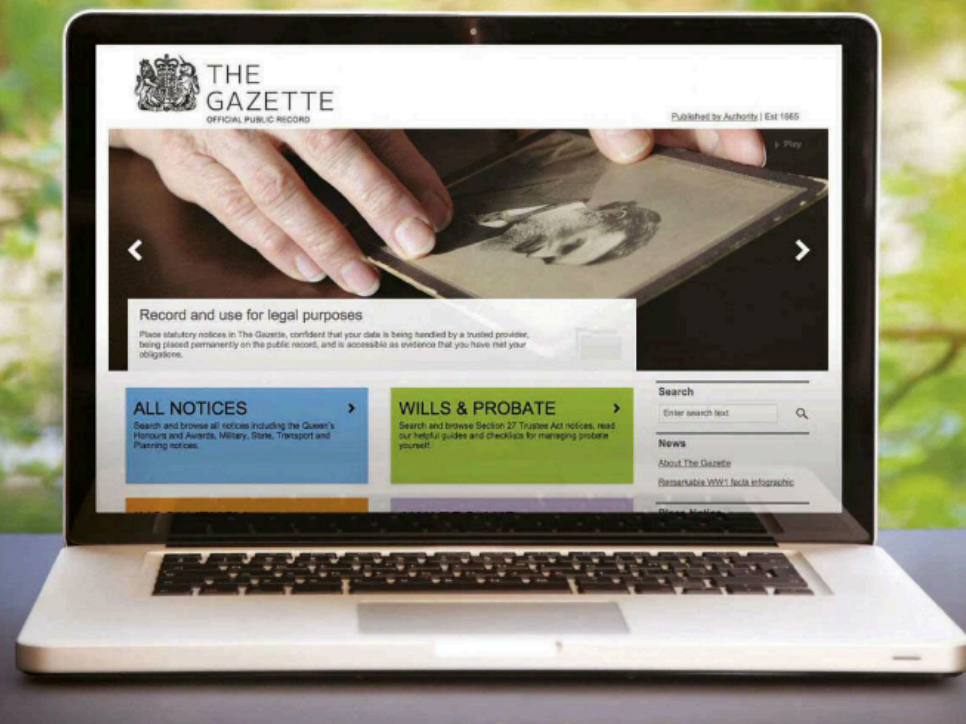 THE
GAZETTE
OFFICIAL PUBLIC RECORD
Published by Authority | Est 1665
Play
Record and use for legal purposes
Place statutory notices in The Gazette, confident that your data is being handled by a trusted provider,
being placed permanently on the public record, and is accessible as evidence that you have met your
obligations.
ALL NOTICES
Search and browse all notices including the Queen's
Honours and Awards, Military, State, Transport and
Planning notices.
WILLS & PROBATE
Search and browse Section 27 Trustee Act notices, read
our helpful guides and checklists for managing probate
yourself.
Search
Enter search text
News
About The Gazette
Remarkable WW1 facts infographic
Place Notice